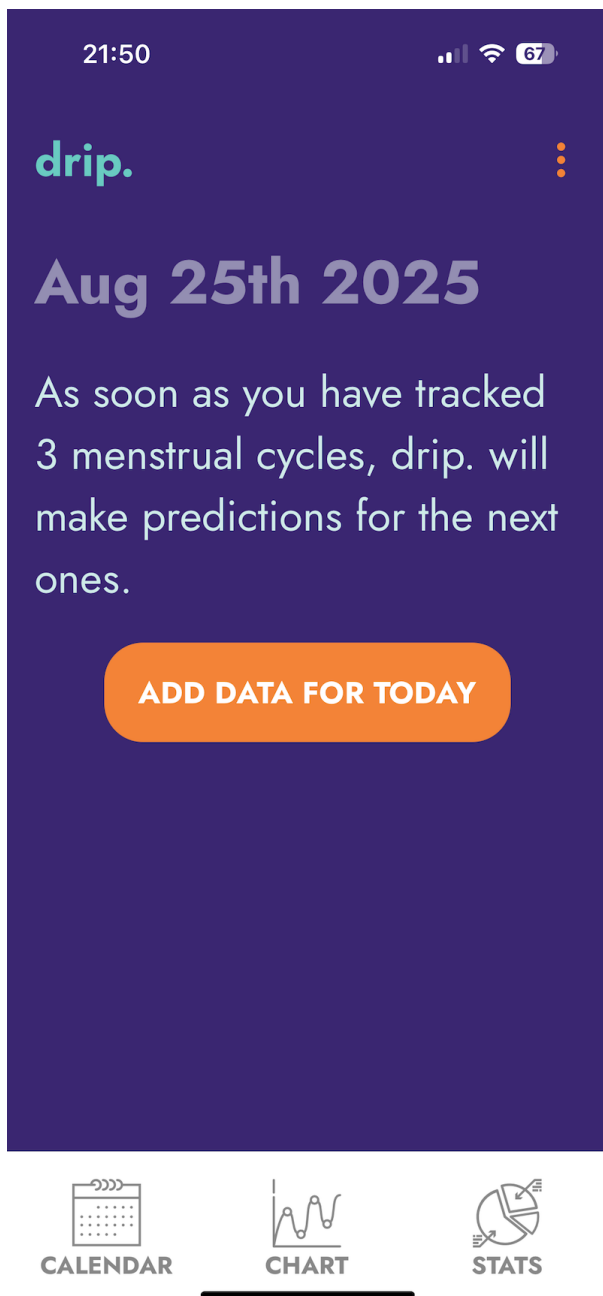 21:50
67
drip.
Aug 25th 2025
As soon as you have tracked
3 menstrual cycles, drip. will
make predictions for the next
ones.
ADD DATA FOR TODAY
CALENDAR
CHART
STATS